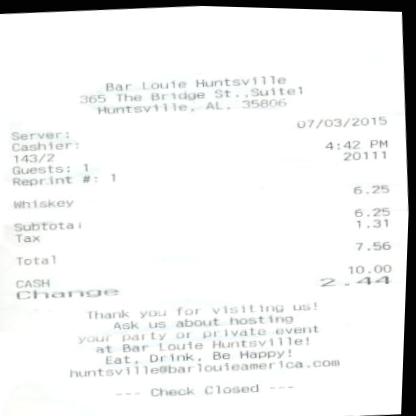 Bar Louie Huntsville
365 The Bridge St.,Suite1
Huntsville, AL. 35806
Server: 07/03/2015
Cashier: 4:42 PM
143/2 20111
Guests: 1
Reprint #: 1
Whiskey 6.25
Subtotal 6.25
Tax 1.31
Total 7.56
CASH 10.00
Change 2.44
Thank you for visiting us!
Ask us about hosting
your party or private event
at Bar Louie Huntsville!
Eat, Drink, Be Happy!
huntsville@barlouieamerica.com
--- Check Closed ---